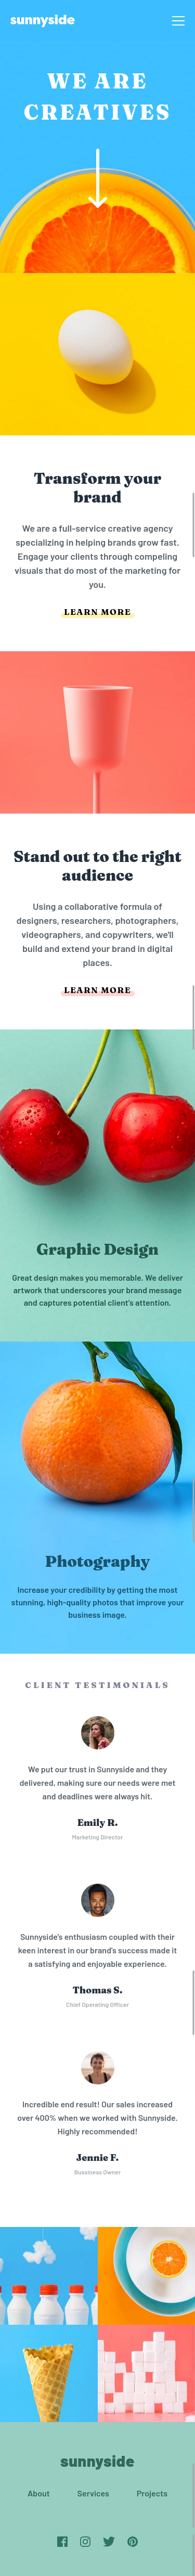 sunnyside
WE ARE
CREATIVES
Transform your
brand
We are a full-service creative agency
specializing in helping brands grow fast.
Engage your clients through compelling
visuals that do most of the marketing for
you.
LEARN MORE
Stand out to the right
audience
Using a collaborative formula of
designers, researchers, photographers,
videographers, and copywriters, we'll
build and extend your brand in digital
places.
LEARN MORE
Graphic Design
Great design makes you memorable. We deliver
artwork that underscores your brand message
and captures potential client's attention.
Photography
Increase your credibility by getting the most
stunning, high-quality photos that improve your
business image.
CLIENT TESTIMONIALS
We put our trust in Sunnyside and they
delivered, making sure our needs were met
and deadlines were always hit.
Emily R.
Marketing Director
Sunnyside's enthusiasm coupled with their
keen interest in our brand's success made it
a satisfying and enjoyable experience.
Thomas S.
Chief Operating Officer
Incredible end result! Our sales increased
over 400% when we worked with Sunnyside.
Highly recommended!
Jennie F.
Bussiness Owner
sunnyside
About Services Projects